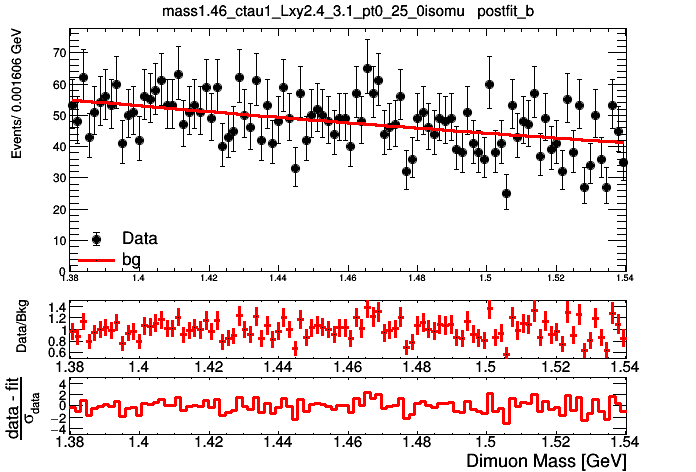 mass1.46_ctau1_Lxy2.4_3.1_pt0_25_0isomu postfit_b
Events/ 0.001606 GeV
70
60
50
40
30
20
10
0
Data
bg
1.38 1.4 1.42 1.44 1.46 1.48 1.5 1.52 1.54
Data/Bkg
1.4
1.2
1
0.8
0.6
1.38 1.4 1.42 1.44 1.46 1.48 1.5 1.52 1.54
data - fit
σdata
4
2
0
−2
−4
1.38 1.4 1.42 1.44 1.46 1.48 1.5 1.52 1.54
Dimuon Mass [GeV]